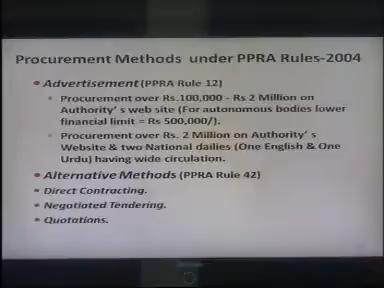 Procurement Methods under PPRA Rules-2004
• Advertisement (PPRA Rule 12)
• Procurement over Rs.100,000 - Rs 2 Million on
Authority' s web site (For autonomous bodies lower
financial limit = Rs 500,000/).
• Procurement over Rs. 2 Million on Authority' s
Website & two National dailies (One English & One
Urdu) having wide circulation.
• Alternative Methods (PPRA Rule 42)
• Direct Contracting.
• Negotiated Tendering.
• Quotations.